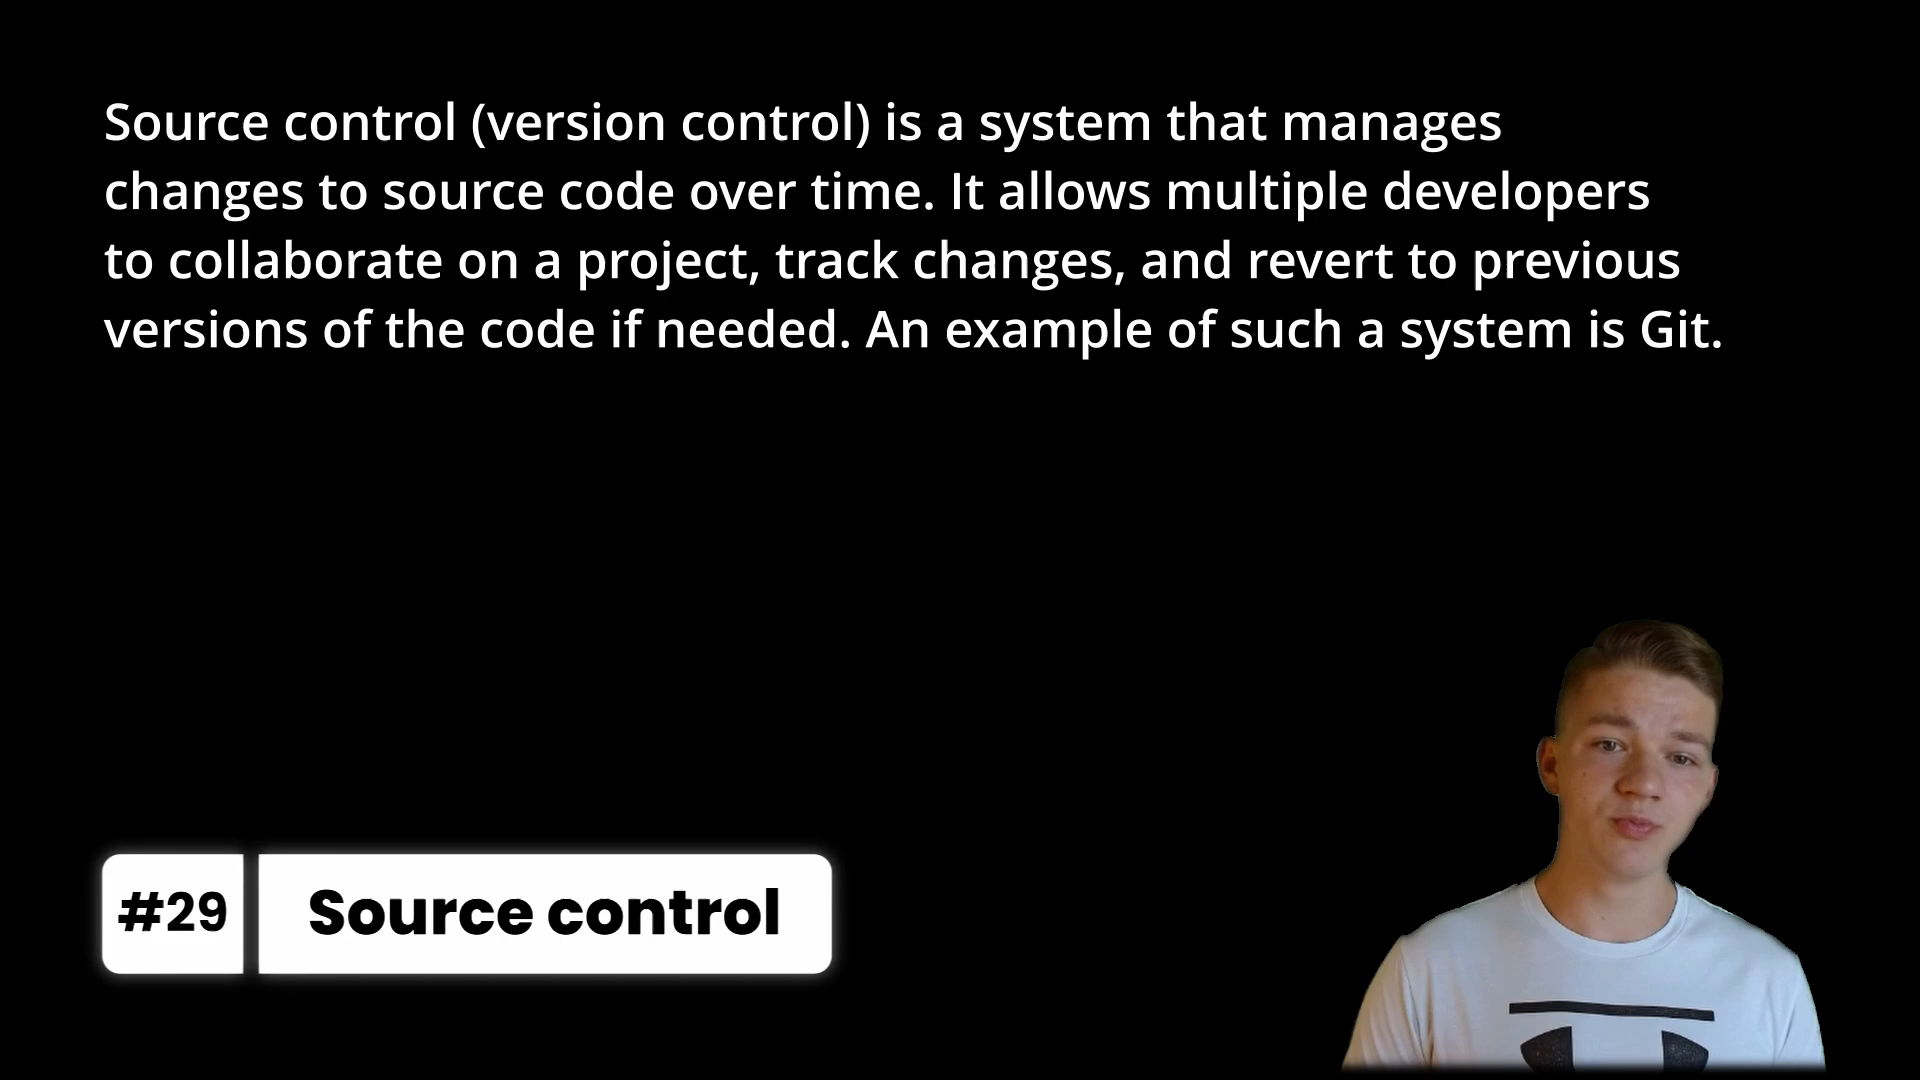 Source control (version control) is a system that manages
changes to source code over time. It allows multiple developers
to collaborate on a project, track changes, and revert to previous
versions of the code if needed. An example of such a system is Git.
#29 Source control